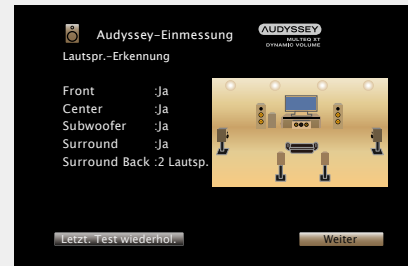 Audyssey-Einmessung
AUDYSSEY
MULTEQ XT
DYNAMIC VOLUME
Lautspr.-Erkennung
Front :Ja
Center :Ja
Subwoofer :Ja
Surround :Ja
Surround Back :2 Lautsp.
Letzt. Test wiederhol.
Weiter